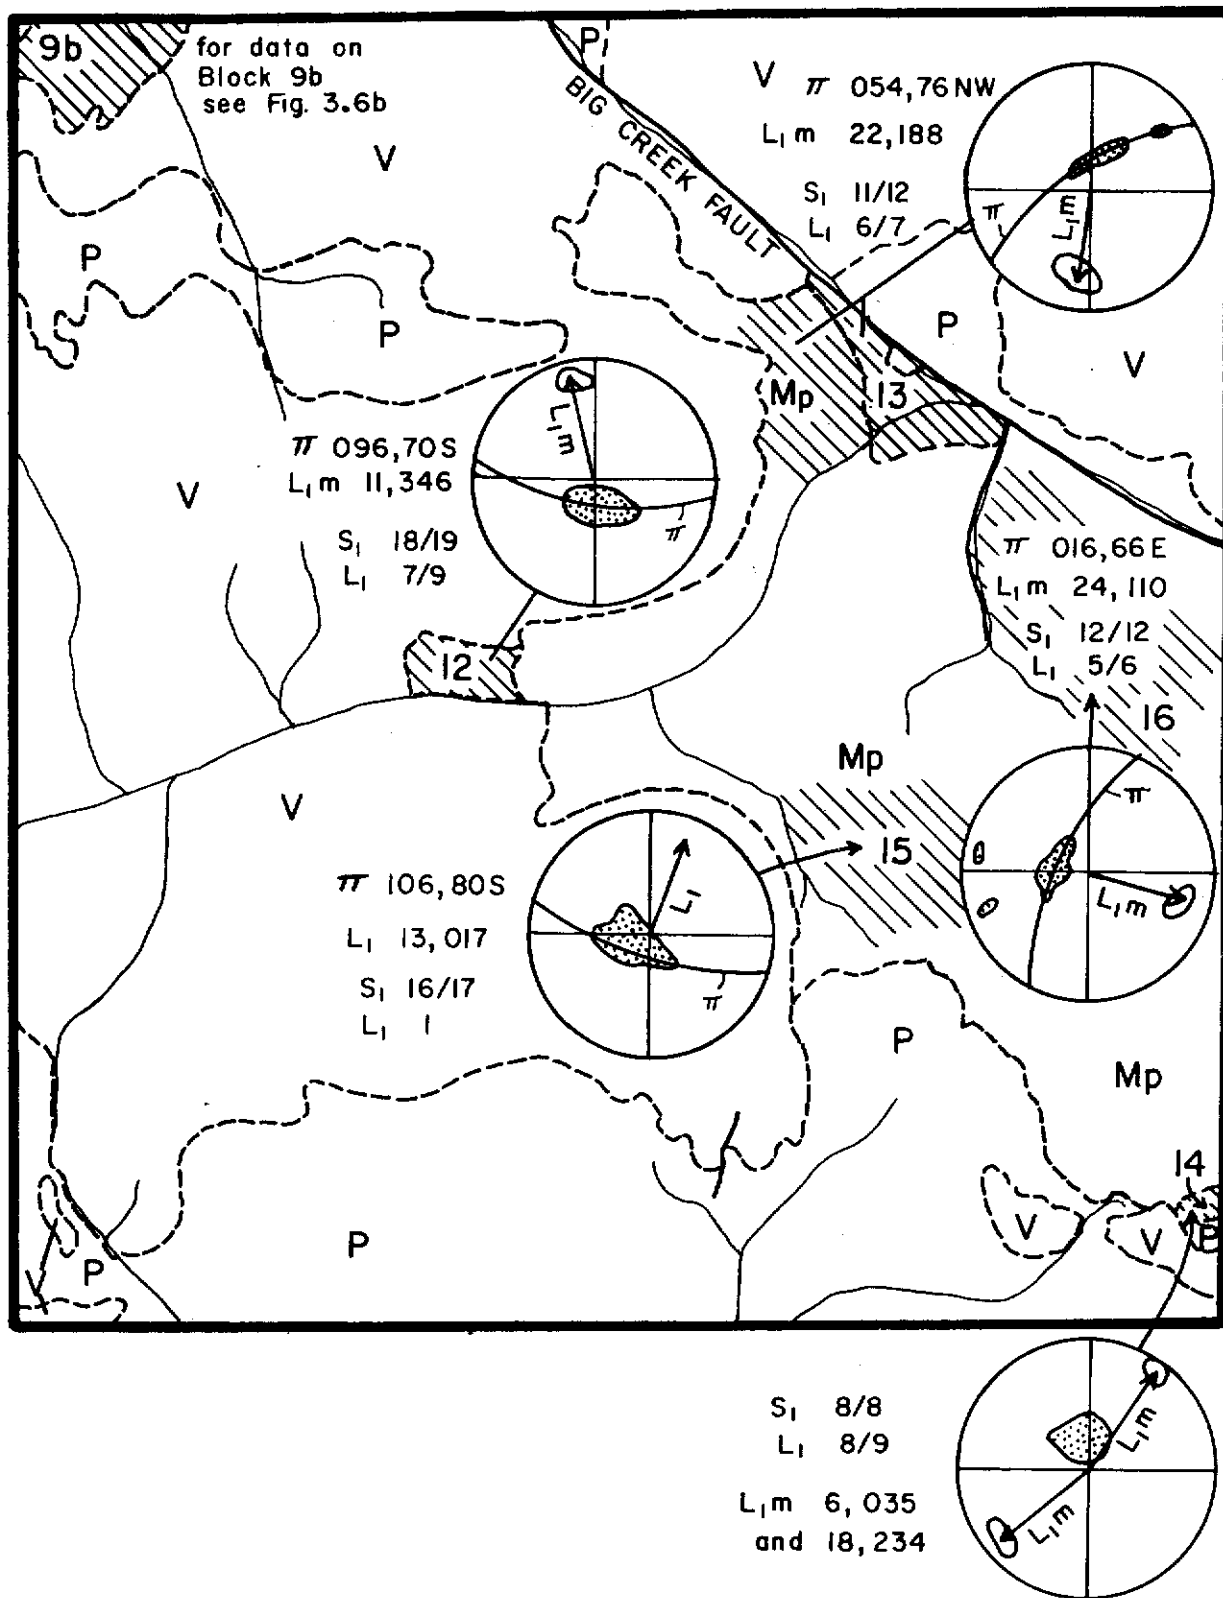 9b
for data on
Block 9b
see Fig. 3.6b
P
V
BIG CREEK FAULT
π 054,76 NW
L₁m 22,188
S₁ 11/12
L₁ 6/7
L₁m
π
V
P
P
P
V
Mp
13
π 096,70 S
L₁m 11,346
S₁ 18/19
L₁ 7/9
L₁m
π
V
12
π 016,66 E
L₁m 24, 110
S₁ 12/12
L₁ 5/6
16
Mp
π
L₁m
V
15
π 106, 80 S
L₁ 13, 017
S₁ 16/17
L₁ 1
L₁
π
P
Mp
14
V
V
P
P
P
V
S₁ 8/8
L₁ 8/9
L₁m 6, 035
and 18, 234
L₁m
L₁m